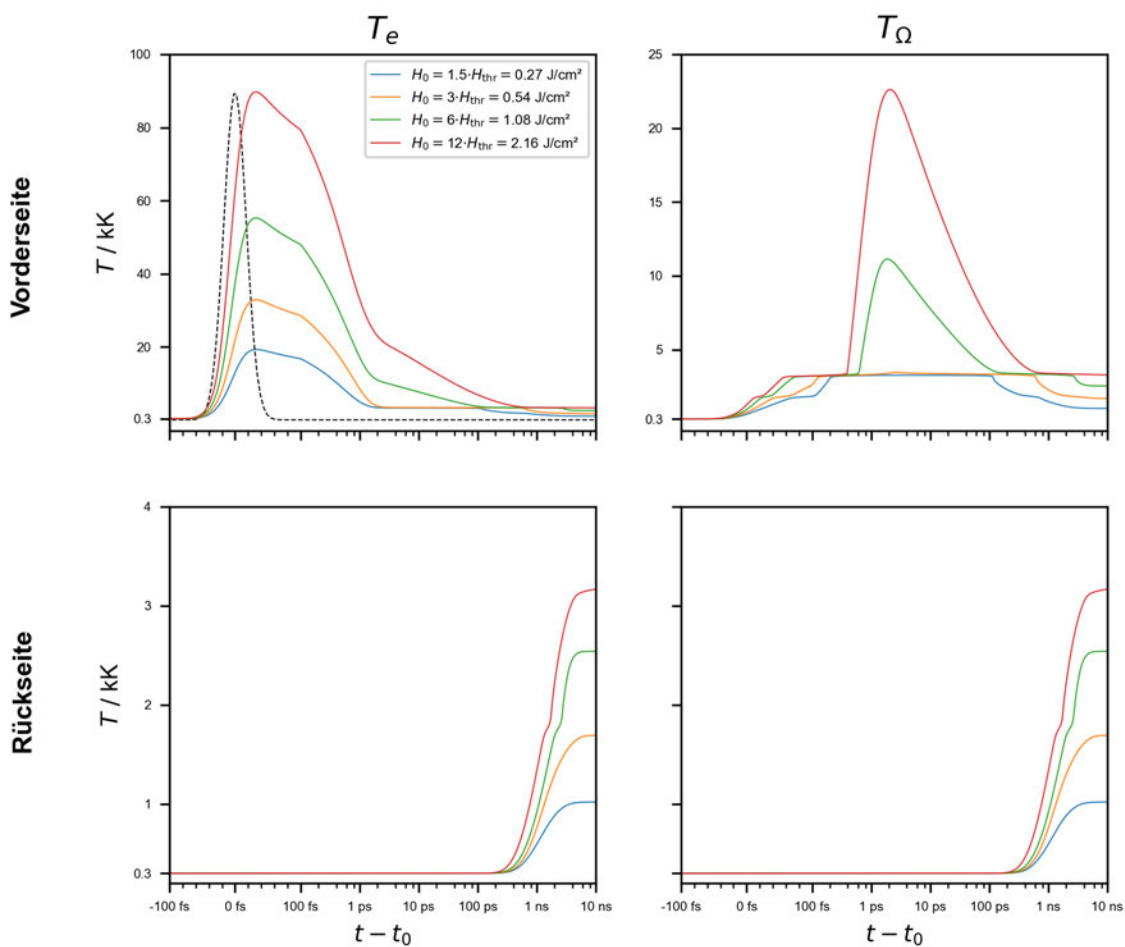 T_e
T_Ω
Vorderseite
T / kK
100
80
60
40
20
0.3
H₀ = 1.5·H_thr = 0.27 J/cm²
H₀ = 3·H_thr = 0.54 J/cm²
H₀ = 6·H_thr = 1.08 J/cm²
H₀ = 12·H_thr = 2.16 J/cm²
25
20
15
10
5
0.3
Rückseite
T / kK
4
3
2
1
0.3
-100 fs 0 fs 100 fs 1 ps 10 ps 100 ps 1 ns 10 ns
t − t₀
-100 fs 0 fs 100 fs 1 ps 10 ps 100 ps 1 ns 10 ns
t − t₀